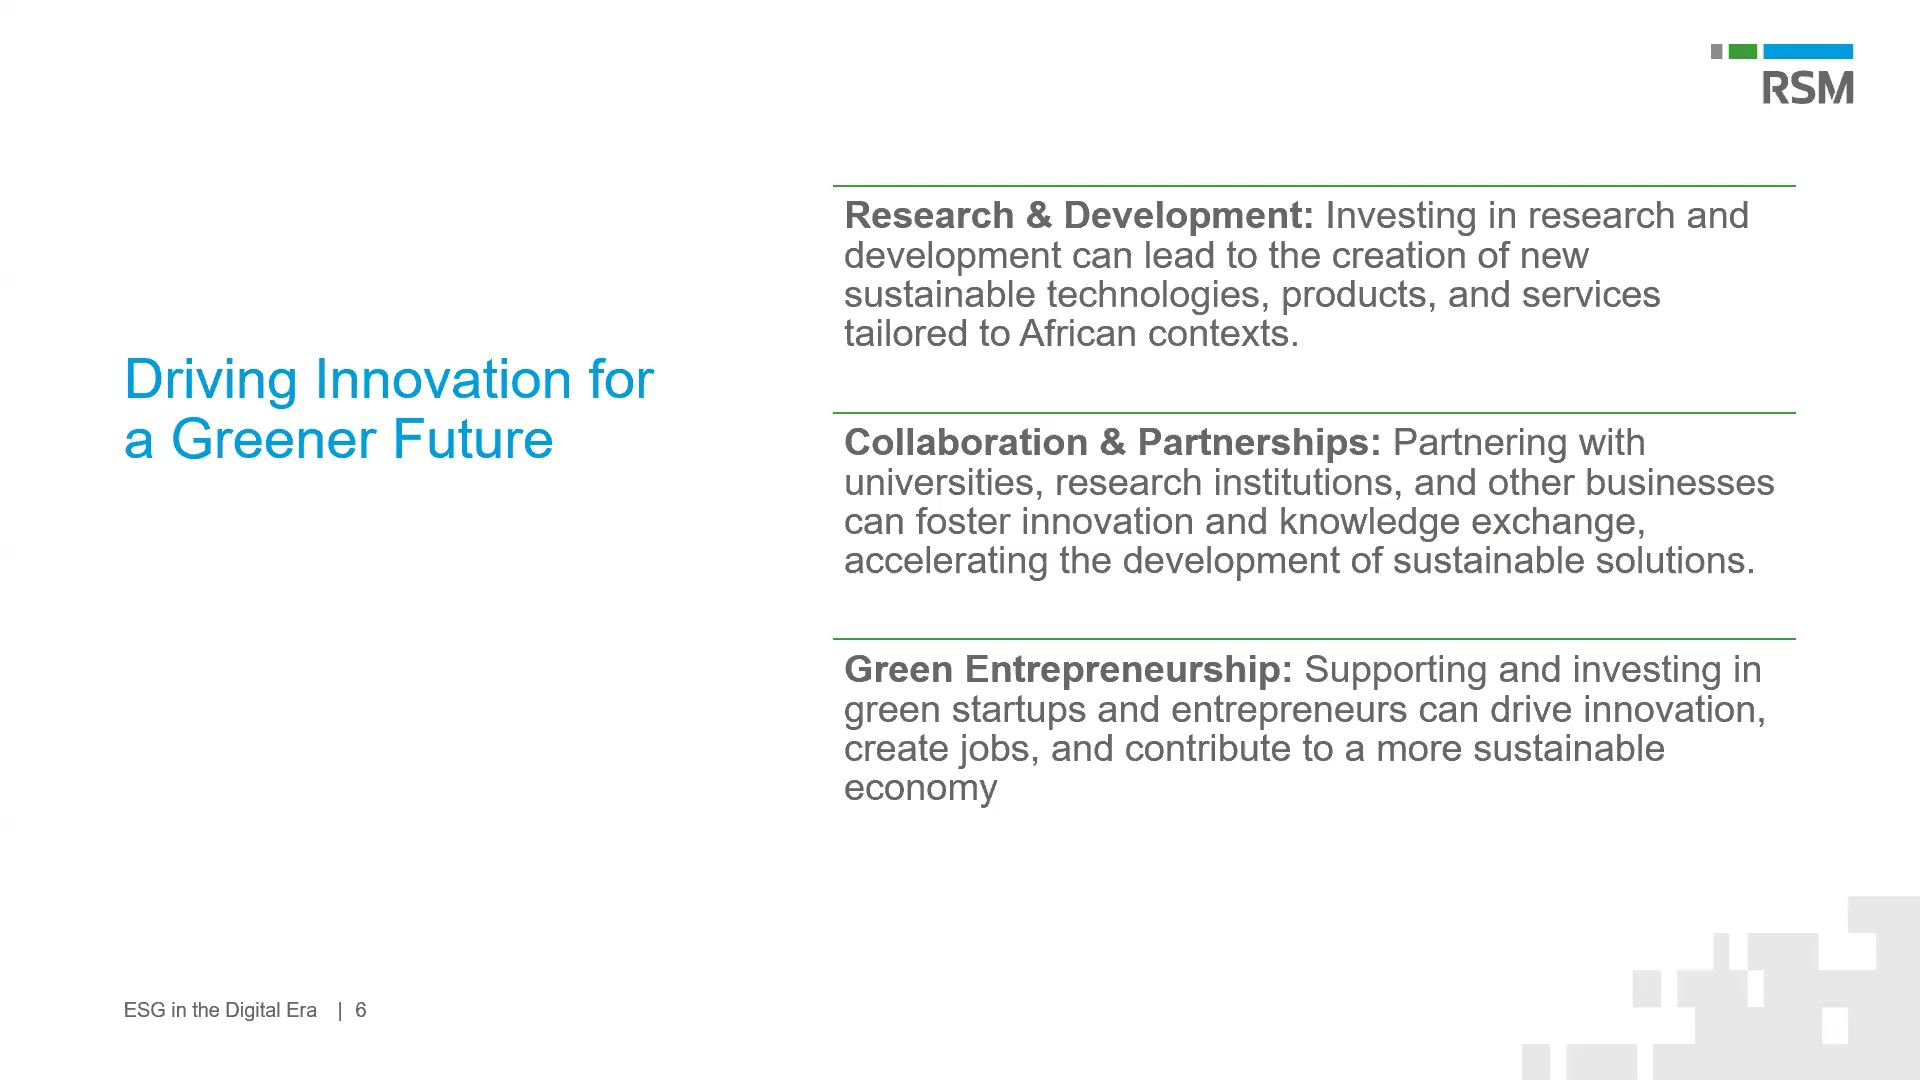 RSM
Driving Innovation for
a Greener Future
Research & Development: Investing in research and
development can lead to the creation of new
sustainable technologies, products, and services
tailored to African contexts.
Collaboration & Partnerships: Partnering with
universities, research institutions, and other businesses
can foster innovation and knowledge exchange,
accelerating the development of sustainable solutions.
Green Entrepreneurship: Supporting and investing in
green startups and entrepreneurs can drive innovation,
create jobs, and contribute to a more sustainable
economy
ESG in the Digital Era | 6